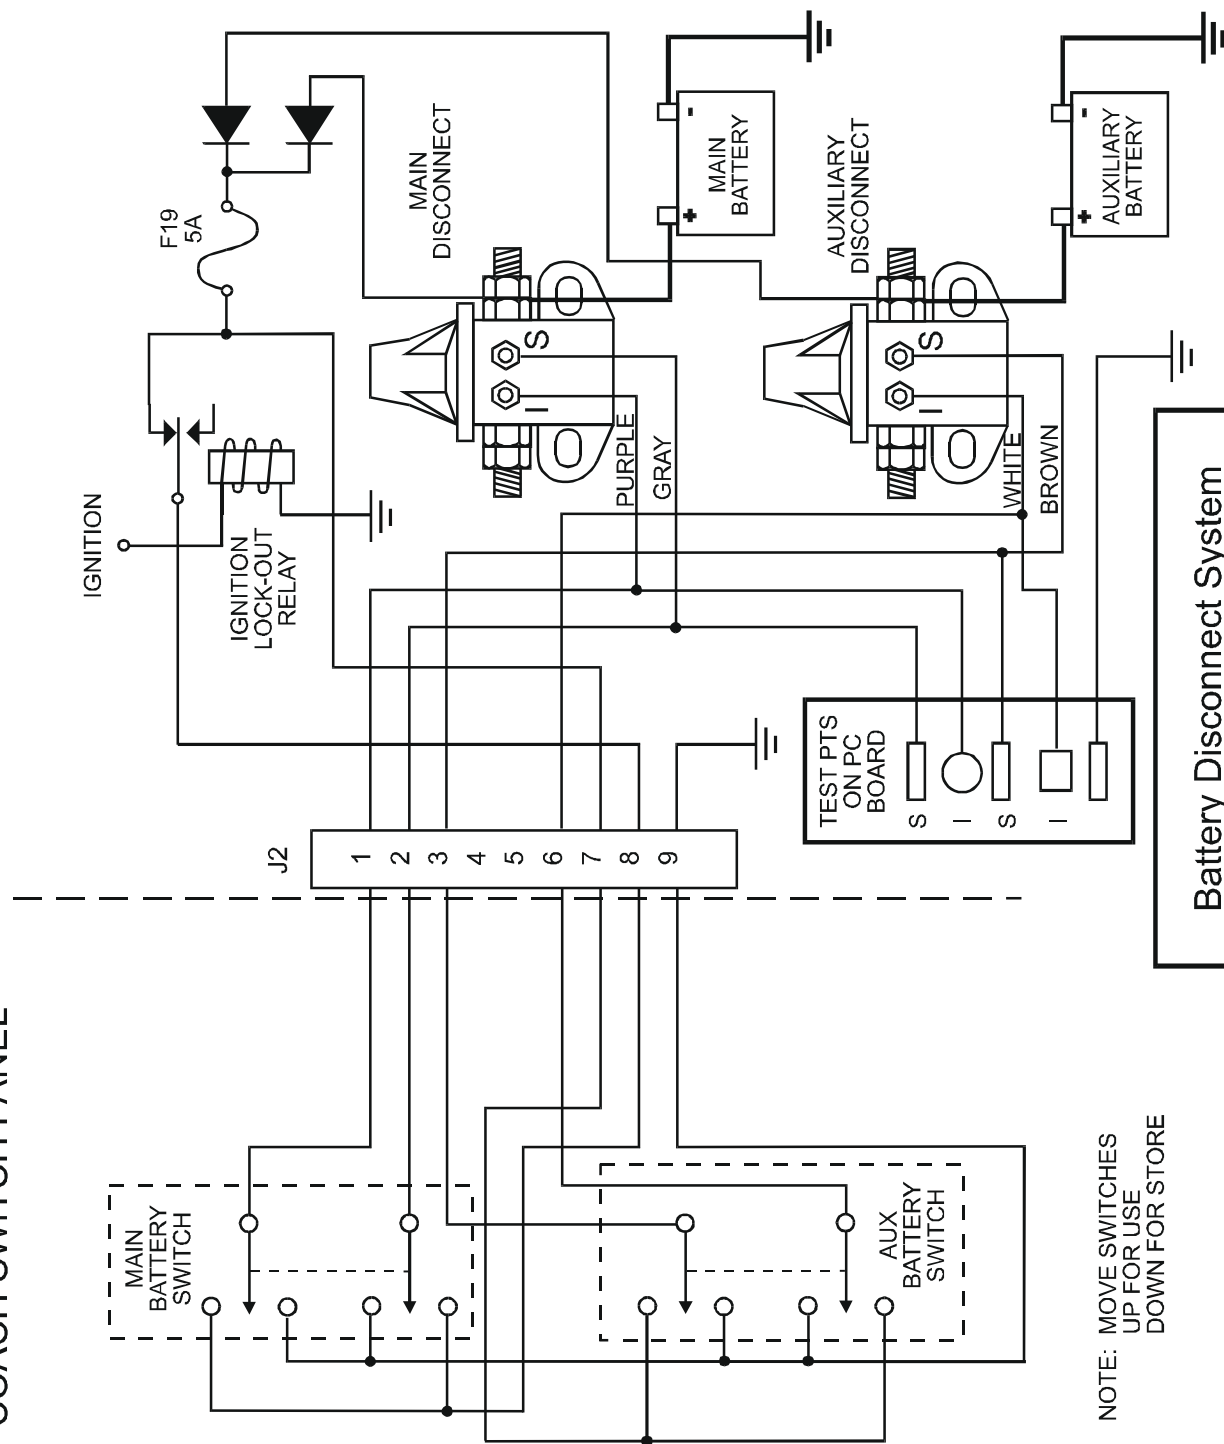 COACH SWITCH PANEL
IGNITION
MAIN
BATTERY
SWITCH
F19
5A
IGNITION
LOCK-OUT
RELAY
J2
1
2
3
4
5
6
7
8
9
MAIN
DISCONNECT
S
I
PURPLE
GRAY
MAIN
BATTERY
-
+
AUX
BATTERY
SWITCH
AUXILIARY
DISCONNECT
S
I
WHITE
BROWN
TEST PTS
ON PC
BOARD
S
I
S
I
AUXILIARY
BATTERY
-
+
NOTE: MOVE SWITCHES
UP FOR USE
DOWN FOR STORE
Battery Disconnect System